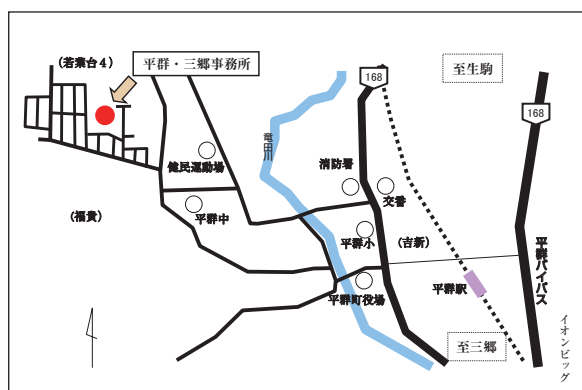 (若葉台4)
平群・三郷事務所
168
至生駒
168
竜田川
健民運動場
消防署
交番
平群中
(福貴)
平群小
(吉新)
平群バイパス
平群駅
平群町役場
至三郷
イオンビッグ